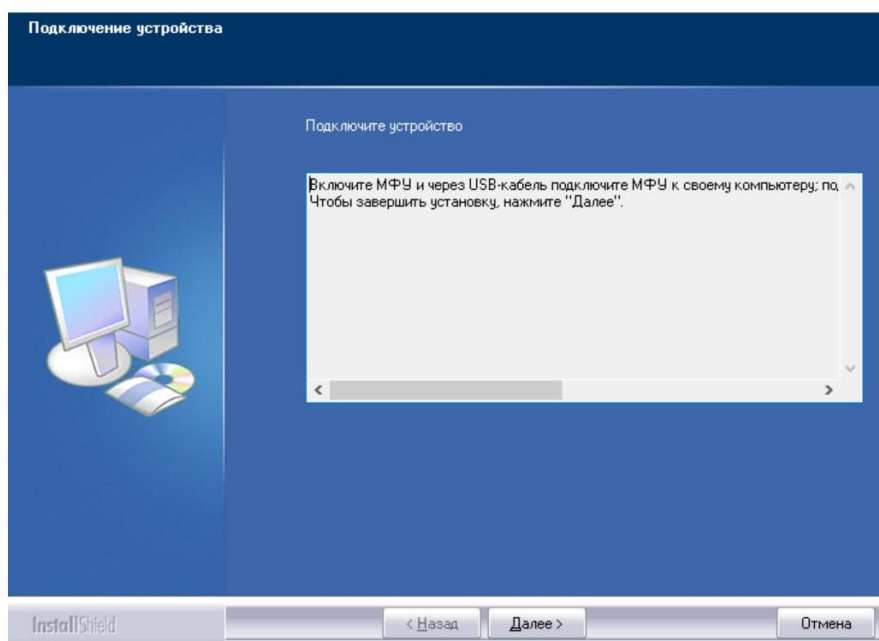 Подключение устройства
Подключите устройство
Включите МФУ и через USB-кабель подключите МФУ к своему компьютеру;
Чтобы завершить установку, нажмите "Далее".
InstallShield
< Назад
Далее >
Отмена